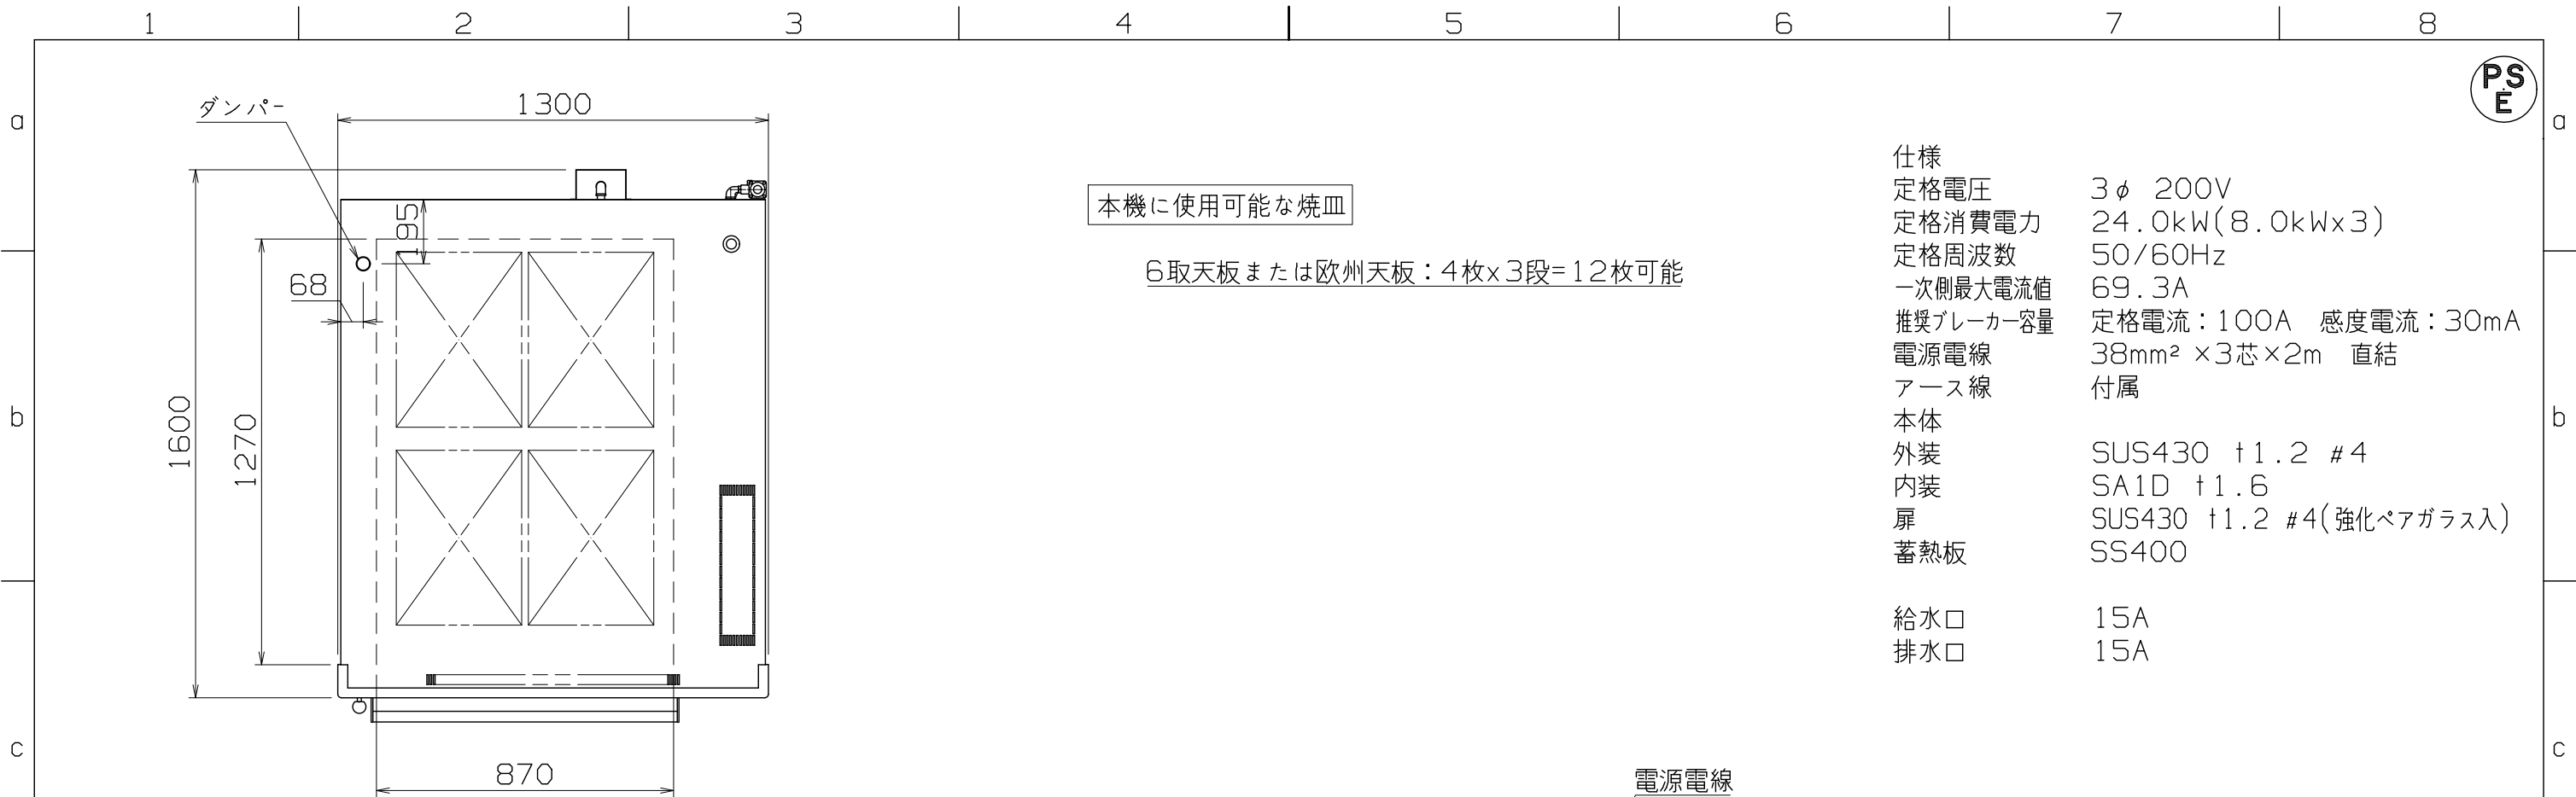 1 2 3 4 5 6 7 8
PS
E
ダンパー
1300
a
a
仕様
定格電圧 3φ 200V
195
本機に使用可能な焼皿
定格消費電力 24.0kW(8.0kWx3)
定格周波数 50/60Hz
6取天板または欧州天板：4枚x3段=12枚可能
68
一次側最大電流値 69.3A
推奨ブレーカー容量 定格電流：100A 感度電流：30mA
電源電線 38mm² ×3芯×2m 直結
アース線 付属
b
1600
1270
本体
b
外装 SUS430 t1.2 #4
内装 SA1D t1.6
扉 SUS430 t1.2 #4(強化ペアガラス入)
蓄熱板 SS400
給水口 15A
排水口 15A
c
c
870
電源電線